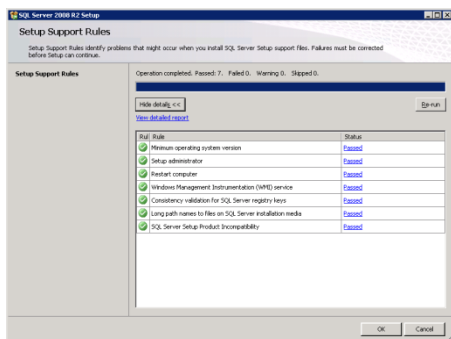 SQL Server 2008 R2 Setup
Setup Support Rules
Setup Support Rules identify problems that might occur when you install SQL Server Setup support files. Failures must be corrected
before Setup can continue.
Setup Support Rules
Operation completed. Passed: 7. Failed 0. Warning 0. Skipped 0.
Hide details <<
Re-run
View detailed report
Rul Rule Status
Minimum operating system version Passed
Setup administrator Passed
Restart computer Passed
Windows Management Instrumentation (WMI) service Passed
Consistency validation for SQL Server registry keys Passed
Long path names to files on SQL Server installation media Passed
SQL Server Setup Product Incompatibility Passed
OK Cancel